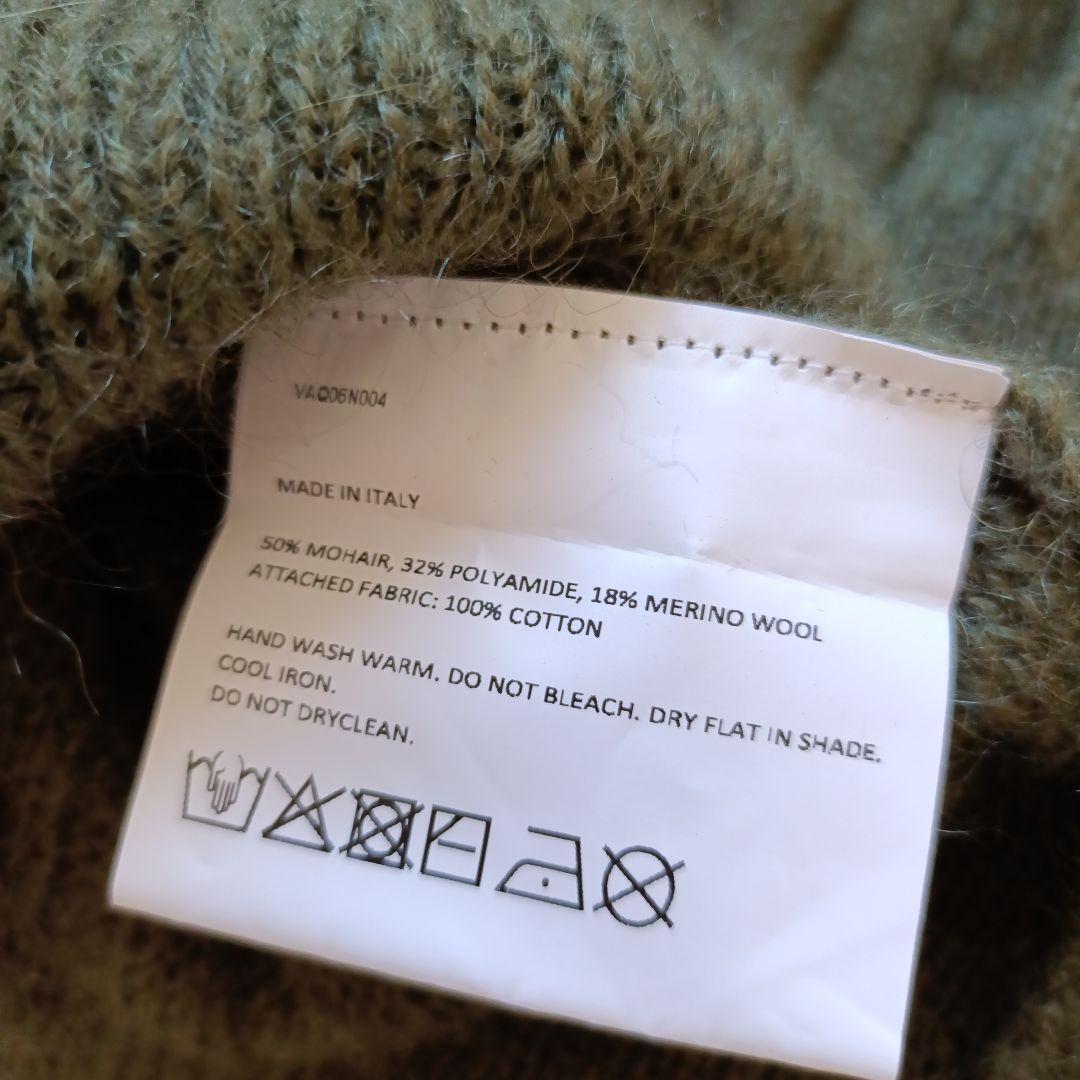 VAQ06N004
MADE IN ITALY
50% MOHAIR, 32% POLYAMIDE, 18% MERINO WOOL
ATTACHED FABRIC: 100% COTTON
HAND WASH WARM. DO NOT BLEACH. DRY FLAT IN SHADE.
COOL IRON.
DO NOT DRYCLEAN.